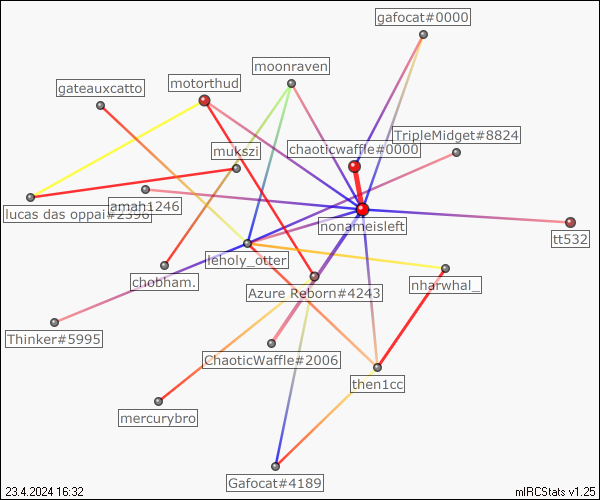 gafocat#0000
moonraven
motorthud
gateauxcatto
TripleMidget#8824
chaoticwaffle#0000
mukszi
amah1246
lucas das oppai#2398
nonameisleft
tt532
leholy_otter
chobham.
Azure Reborn#4243
nharwhal_
Thinker#5995
ChaoticWaffle#2006
then1cc
mercurybro
Gafocat#4189
23.4.2024 16:32
mIRCStats v1.25